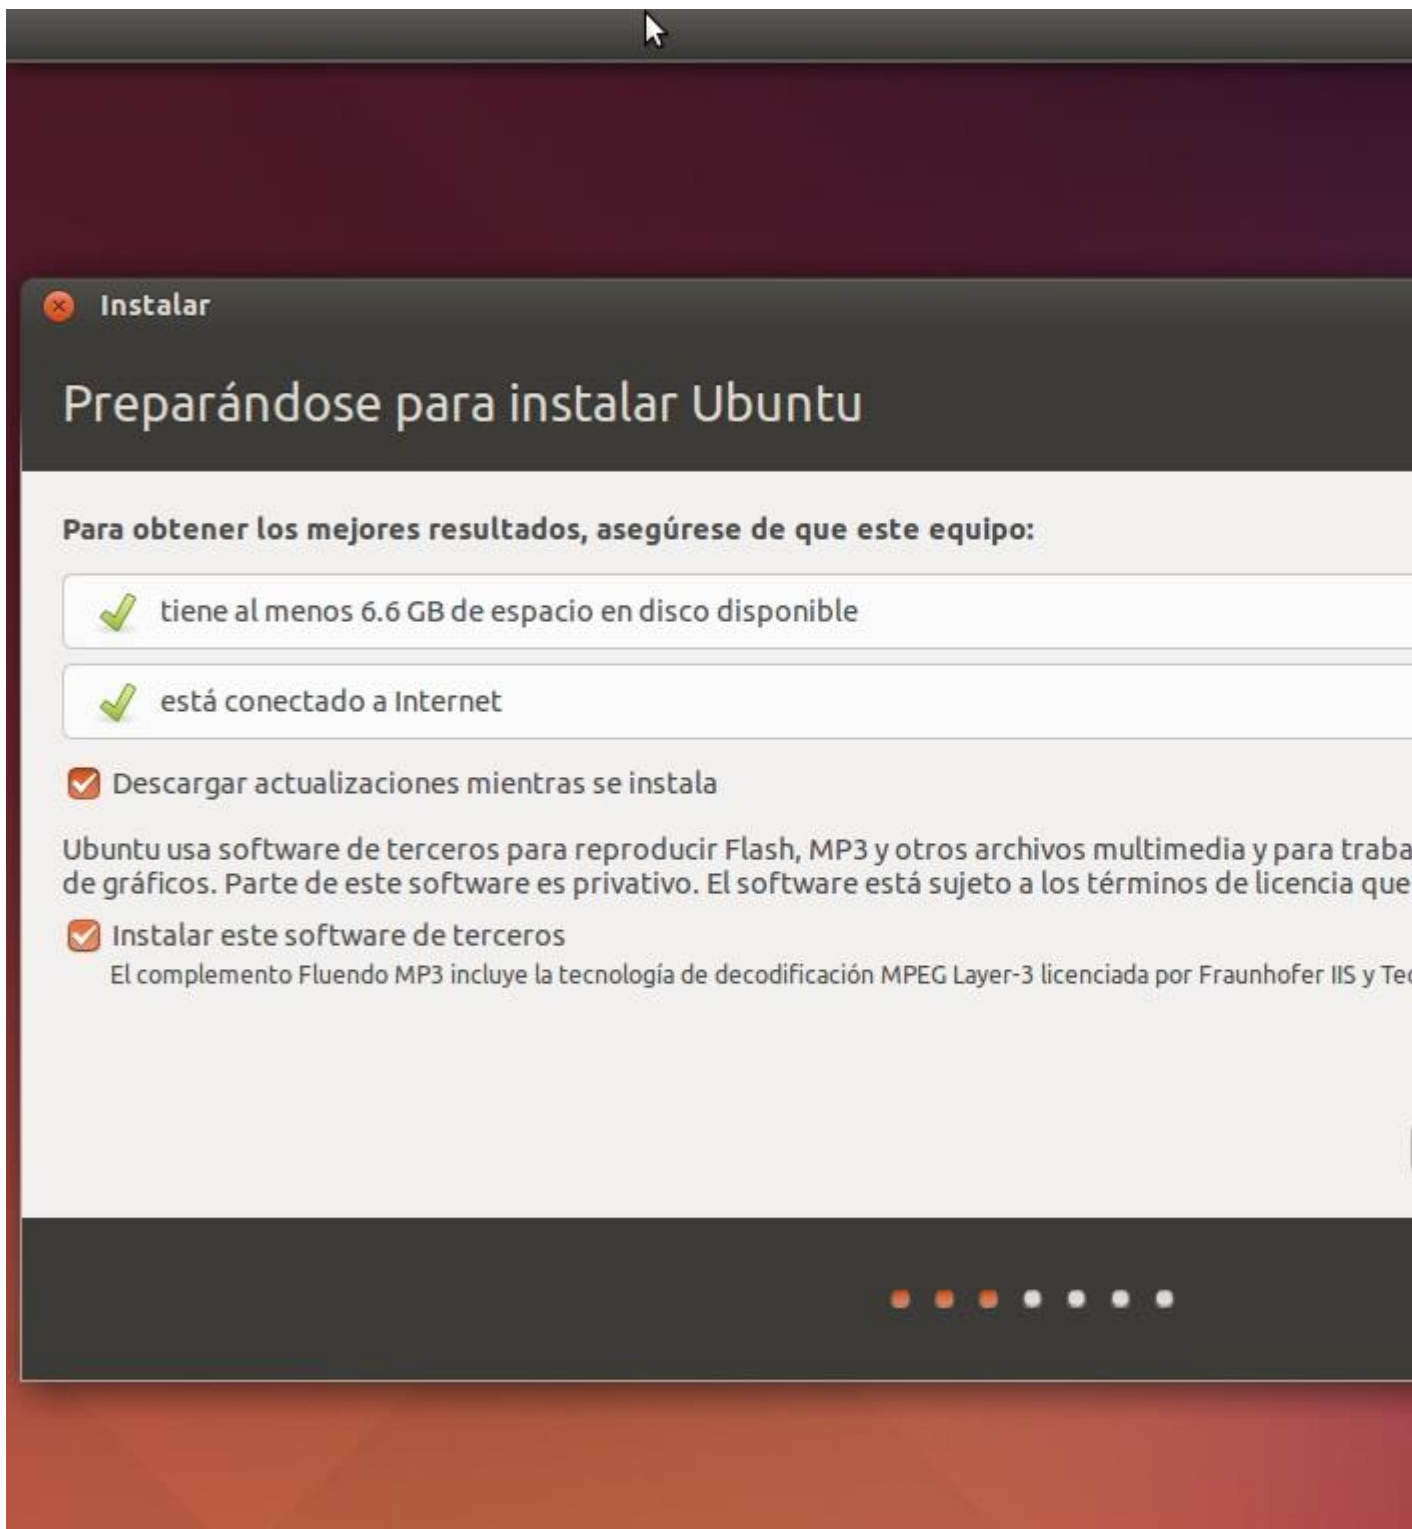 Instalar
Preparándose para instalar Ubuntu
Para obtener los mejores resultados, asegúrese de que este equipo:
tiene al menos 6.6 GB de espacio en disco disponible
está conectado a Internet
Descargar actualizaciones mientras se instala
Ubuntu usa software de terceros para reproducir Flash, MP3 y otros archivos multimedia y para traba
de gráficos. Parte de este software es privativo. El software está sujeto a los términos de licencia que
Instalar este software de terceros
El complemento Fluendo MP3 incluye la tecnología de decodificación MPEG Layer-3 licenciada por Fraunhofer IIS y Tec